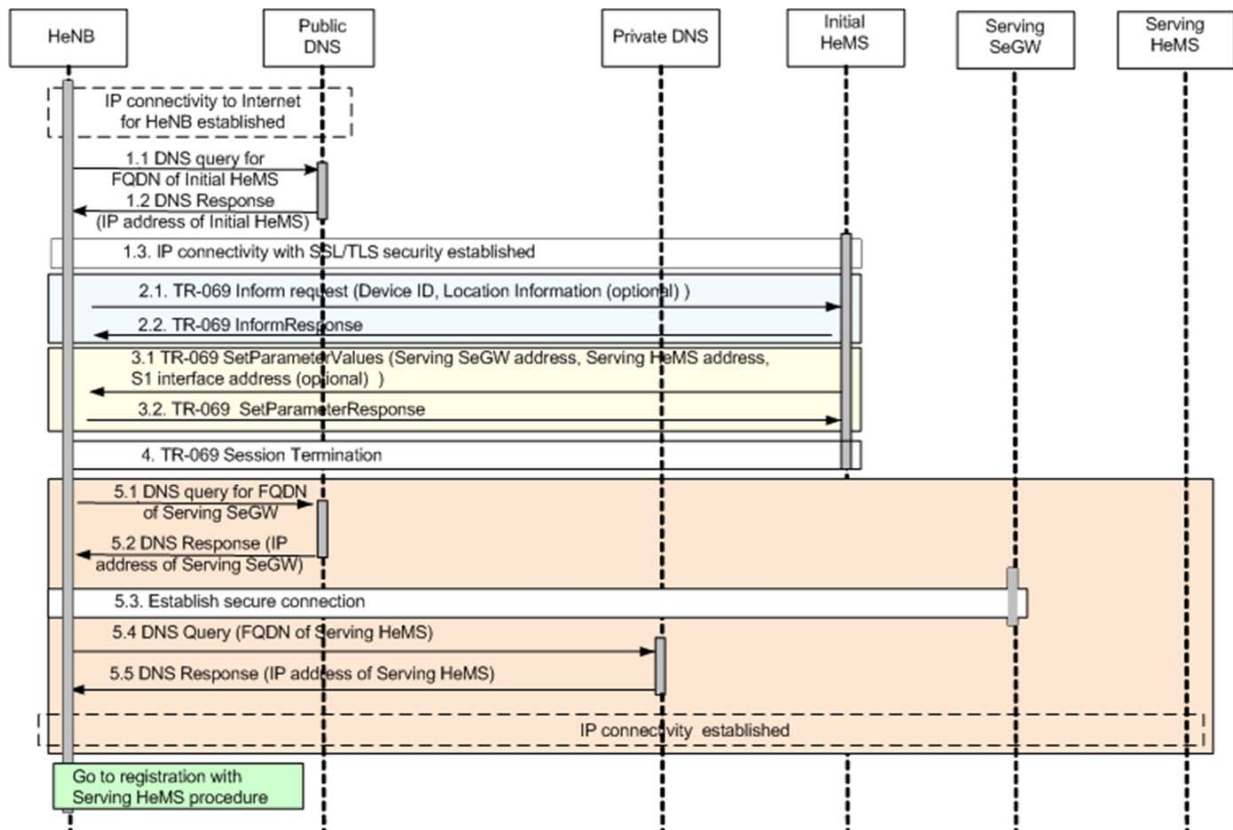 HeNB
Public
DNS
Private DNS
Initial
HeMS
Serving
SeGW
Serving
HeMS
IP connectivity to Internet
for HeNB established
1.1 DNS query for
FQDN of Initial HeMS
1.2 DNS Response
(IP address of Initial HeMS)
1.3. IP connectivity with SSL/TLS security established
2.1. TR-069 Inform request (Device ID, Location Information (optional) )
2.2. TR-069 InformResponse
3.1 TR-069 SetParameterValues (Serving SeGW address, Serving HeMS address,
S1 interface address (optional) )
3.2. TR-069 SetParameterResponse
4. TR-069 Session Termination
5.1 DNS query for FQDN
of Serving SeGW
5.2 DNS Response (IP
address of Serving SeGW)
5.3. Establish secure connection
5.4 DNS Query (FQDN of Serving HeMS)
5.5 DNS Response (IP address of Serving HeMS)
IP connectivity established
Go to registration with
Serving HeMS procedure